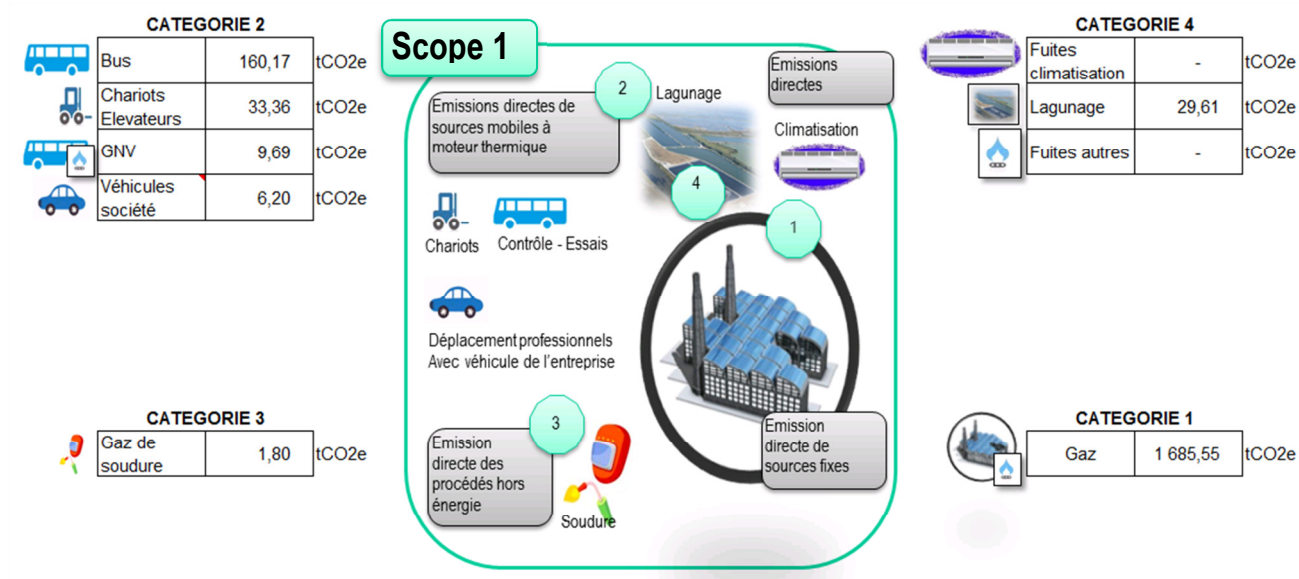 CATEGORIE 2
Bus 160,17 tCO2e
Chariots
Elevateurs 33,36 tCO2e
GNV 9,69 tCO2e
Véhicules
société 6,20 tCO2e
CATEGORIE 3
Gaz de
soudure 1,80 tCO2e
Scope 1
Emissions directes de
sources mobiles à
moteur thermique
2
Lagunage
Emissions
directes
Climatisation
4
1
Chariots
Contrôle - Essais
Déplacement professionnels
Avec véhicule de l'entreprise
3
Emission
directe des
procédés hors
énergie
Soudure
Emission
directe de
sources fixes
CATEGORIE 4
Fuites
climatisation - tCO2e
Lagunage 29,61 tCO2e
Fuites autres - tCO2e
CATEGORIE 1
Gaz 1 685,55 tCO2e